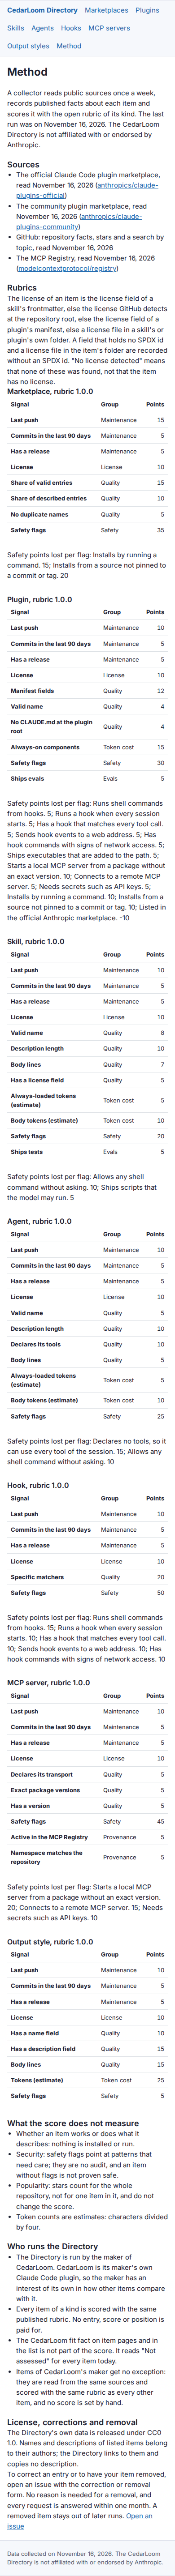 CedarLoom Directory Marketplaces Plugins
Skills Agents Hooks MCP servers
Output styles Method
Method
A collector reads public sources once a week,
records published facts about each item and
scores it with the open rubric of its kind. The last
run was on November 16, 2026. The CedarLoom
Directory is not affiliated with or endorsed by
Anthropic.
Sources
• The official Claude Code plugin marketplace,
read November 16, 2026 (anthropics/claude-
plugins-official)
• The community plugin marketplace, read
November 16, 2026 (anthropics/claude-
plugins-community)
• GitHub: repository facts, stars and a search by
topic, read November 16, 2026
• The MCP Registry, read November 16, 2026
(modelcontextprotocol/registry)
Rubrics
The license of an item is the license field of a
skill's frontmatter, else the license GitHub detects
at the repository root, else the license field of a
plugin's manifest, else a license file in a skill's or
plugin's own folder. A field that holds no SPDX id
and a license file in the item's folder are recorded
without an SPDX id. "No license detected" means
that none of these was found, not that the item
has no license.
Marketplace, rubric 1.0.0
Signal Group Points
Last push Maintenance 15
Commits in the last 90 days Maintenance 5
Has a release Maintenance 5
License License 10
Share of valid entries Quality 15
Share of described entries Quality 10
No duplicate names Quality 5
Safety flags Safety 35
Safety points lost per flag: Installs by running a
command. 15; Installs from a source not pinned to
a commit or tag. 20
Plugin, rubric 1.0.0
Signal Group Points
Last push Maintenance 10
Commits in the last 90 days Maintenance 5
Has a release Maintenance 5
License License 10
Manifest fields Quality 12
Valid name Quality 4
No CLAUDE.md at the plugin
root Quality 4
Always-on components Token cost 15
Safety flags Safety 30
Ships evals Evals 5
Safety points lost per flag: Runs shell commands
from hooks. 5; Runs a hook when every session
starts. 5; Has a hook that matches every tool call.
5; Sends hook events to a web address. 5; Has
hook commands with signs of network access. 5;
Ships executables that are added to the path. 5;
Starts a local MCP server from a package without
an exact version. 10; Connects to a remote MCP
server. 5; Needs secrets such as API keys. 5;
Installs by running a command. 10; Installs from a
source not pinned to a commit or tag. 10; Listed in
the official Anthropic marketplace. -10
Skill, rubric 1.0.0
Signal Group Points
Last push Maintenance 10
Commits in the last 90 days Maintenance 5
Has a release Maintenance 5
License License 10
Valid name Quality 8
Description length Quality 10
Body lines Quality 7
Has a license field Quality 5
Always-loaded tokens
(estimate) Token cost 5
Body tokens (estimate) Token cost 10
Safety flags Safety 20
Ships tests Evals 5
Safety points lost per flag: Allows any shell
command without asking. 10; Ships scripts that
the model may run. 5
Agent, rubric 1.0.0
Signal Group Points
Last push Maintenance 10
Commits in the last 90 days Maintenance 5
Has a release Maintenance 5
License License 10
Valid name Quality 5
Description length Quality 10
Declares its tools Quality 10
Body lines Quality 5
Always-loaded tokens
(estimate) Token cost 5
Body tokens (estimate) Token cost 10
Safety flags Safety 25
Safety points lost per flag: Declares no tools, so it
can use every tool of the session. 15; Allows any
shell command without asking. 10
Hook, rubric 1.0.0
Signal Group Points
Last push Maintenance 10
Commits in the last 90 days Maintenance 5
Has a release Maintenance 5
License License 10
Specific matchers Quality 20
Safety flags Safety 50
Safety points lost per flag: Runs shell commands
from hooks. 15; Runs a hook when every session
starts. 10; Has a hook that matches every tool call.
10; Sends hook events to a web address. 10; Has
hook commands with signs of network access. 10
MCP server, rubric 1.0.0
Signal Group Points
Last push Maintenance 10
Commits in the last 90 days Maintenance 5
Has a release Maintenance 5
License License 10
Declares its transport Quality 5
Exact package versions Quality 5
Has a version Quality 5
Safety flags Safety 45
Active in the MCP Registry Provenance 5
Namespace matches the
repository Provenance 5
Safety points lost per flag: Starts a local MCP
server from a package without an exact version.
20; Connects to a remote MCP server. 15; Needs
secrets such as API keys. 10
Output style, rubric 1.0.0
Signal Group Points
Last push Maintenance 10
Commits in the last 90 days Maintenance 5
Has a release Maintenance 5
License License 10
Has a name field Quality 10
Has a description field Quality 15
Body lines Quality 15
Tokens (estimate) Token cost 25
Safety flags Safety 5
What the score does not measure
• Whether an item works or does what it
describes: nothing is installed or run.
• Security: safety flags point at patterns that
need care; they are no audit, and an item
without flags is not proven safe.
• Popularity: stars count for the whole
repository, not for one item in it, and do not
change the score.
• Token counts are estimates: characters divided
by four.
Who runs the Directory
• The Directory is run by the maker of
CedarLoom. CedarLoom is its maker's own
Claude Code plugin, so the maker has an
interest of its own in how other items compare
with it.
• Every item of a kind is scored with the same
published rubric. No entry, score or position is
paid for.
• The CedarLoom fit fact on item pages and in
the list is not part of the score. It reads "Not
assessed" for every item today.
• Items of CedarLoom's maker get no exception:
they are read from the same sources and
scored with the same rubric as every other
item, and no score is set by hand.
License, corrections and removal
The Directory's own data is released under CC0
1.0. Names and descriptions of listed items belong
to their authors; the Directory links to them and
copies no description.
To correct an entry or to have your item removed,
open an issue with the correction or removal
form. No reason is needed for a removal, and
every request is answered within one month. A
removed item stays out of later runs. Open an
issue
Data collected on November 16, 2026. The CedarLoom
Directory is not affiliated with or endorsed by Anthropic.